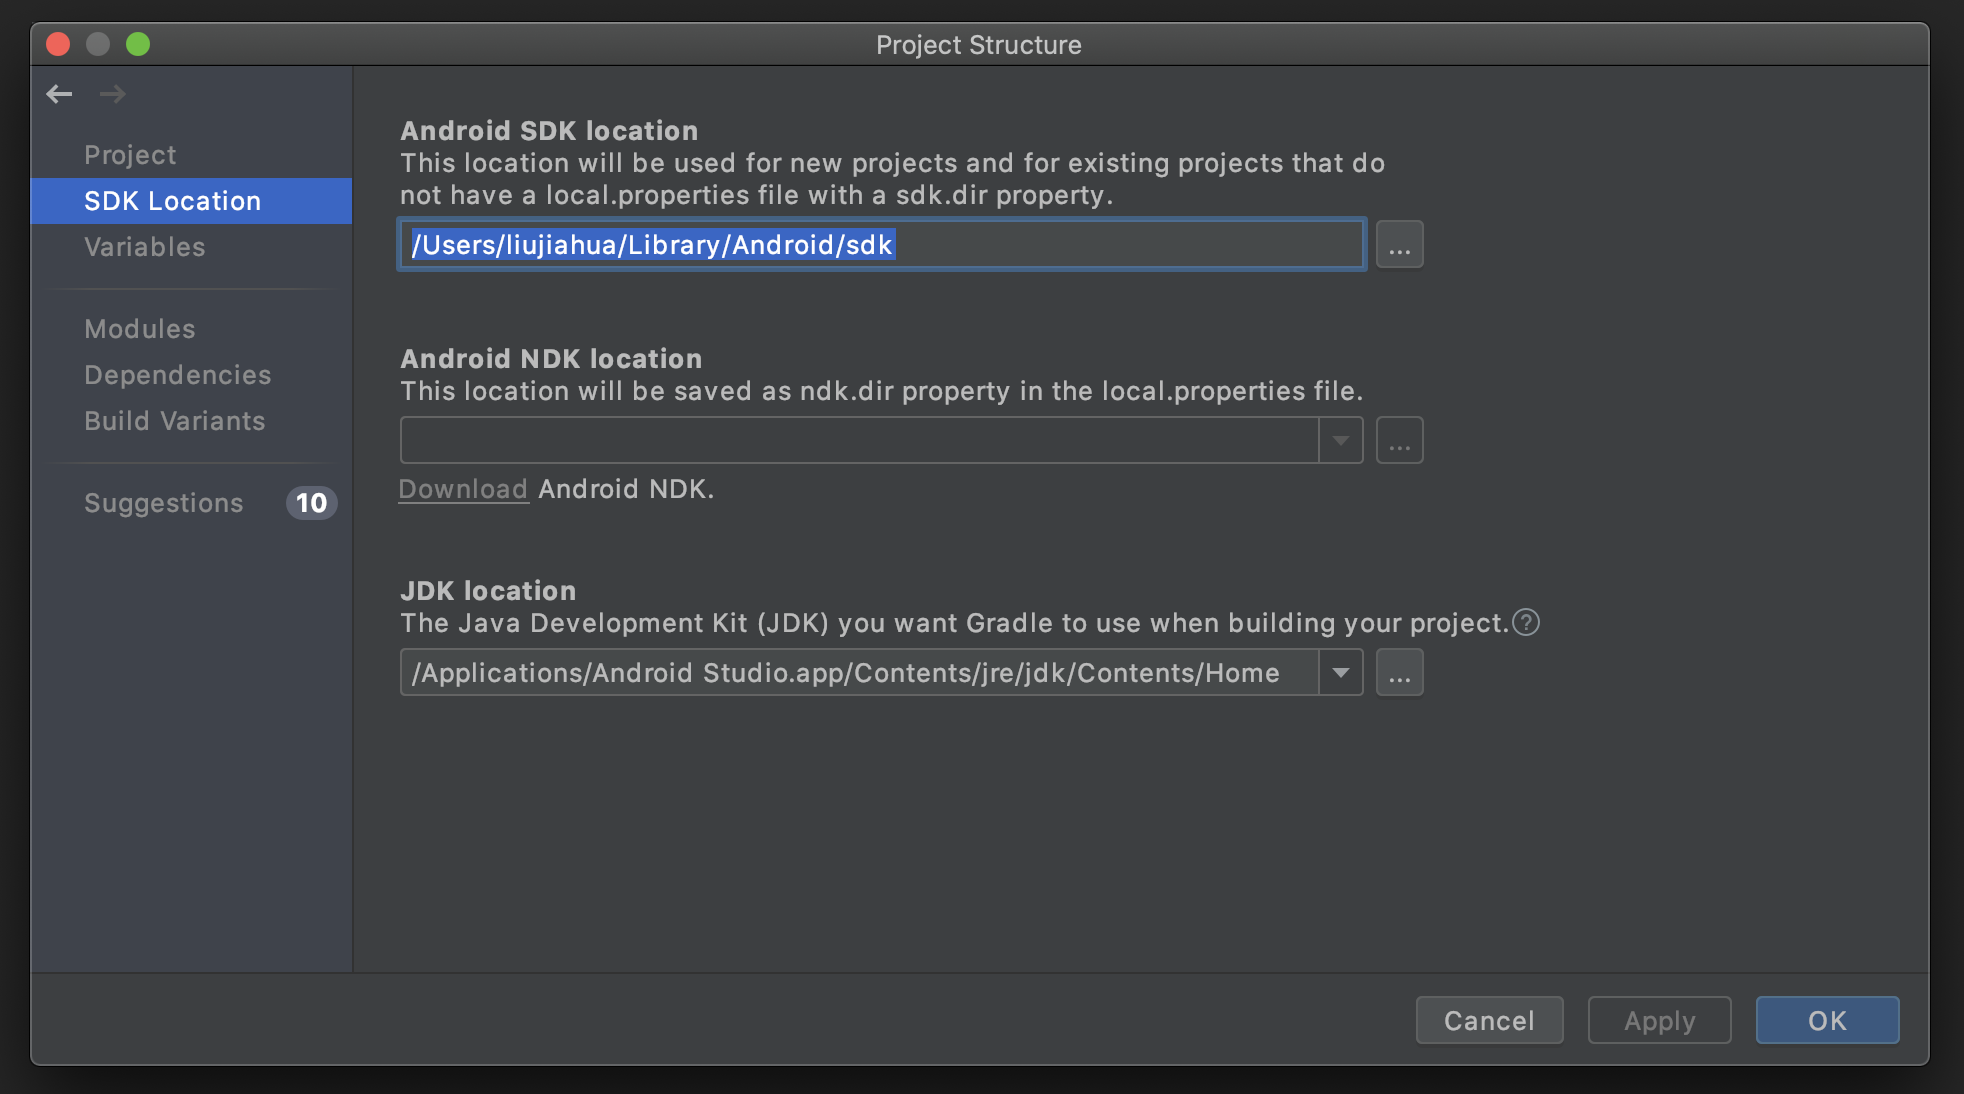 Project Structure
Project
SDK Location
Variables
Modules
Dependencies
Build Variants
Suggestions 10
Android SDK location
This location will be used for new projects and for existing projects that do
not have a local.properties file with a sdk.dir property.
/Users/liujiahua/Library/Android/sdk
...
Android NDK location
This location will be saved as ndk.dir property in the local.properties file.
...
Download Android NDK.
JDK location
The Java Development Kit (JDK) you want Gradle to use when building your project. ?
/Applications/Android Studio.app/Contents/jre/jdk/Contents/Home
...
Cancel Apply OK